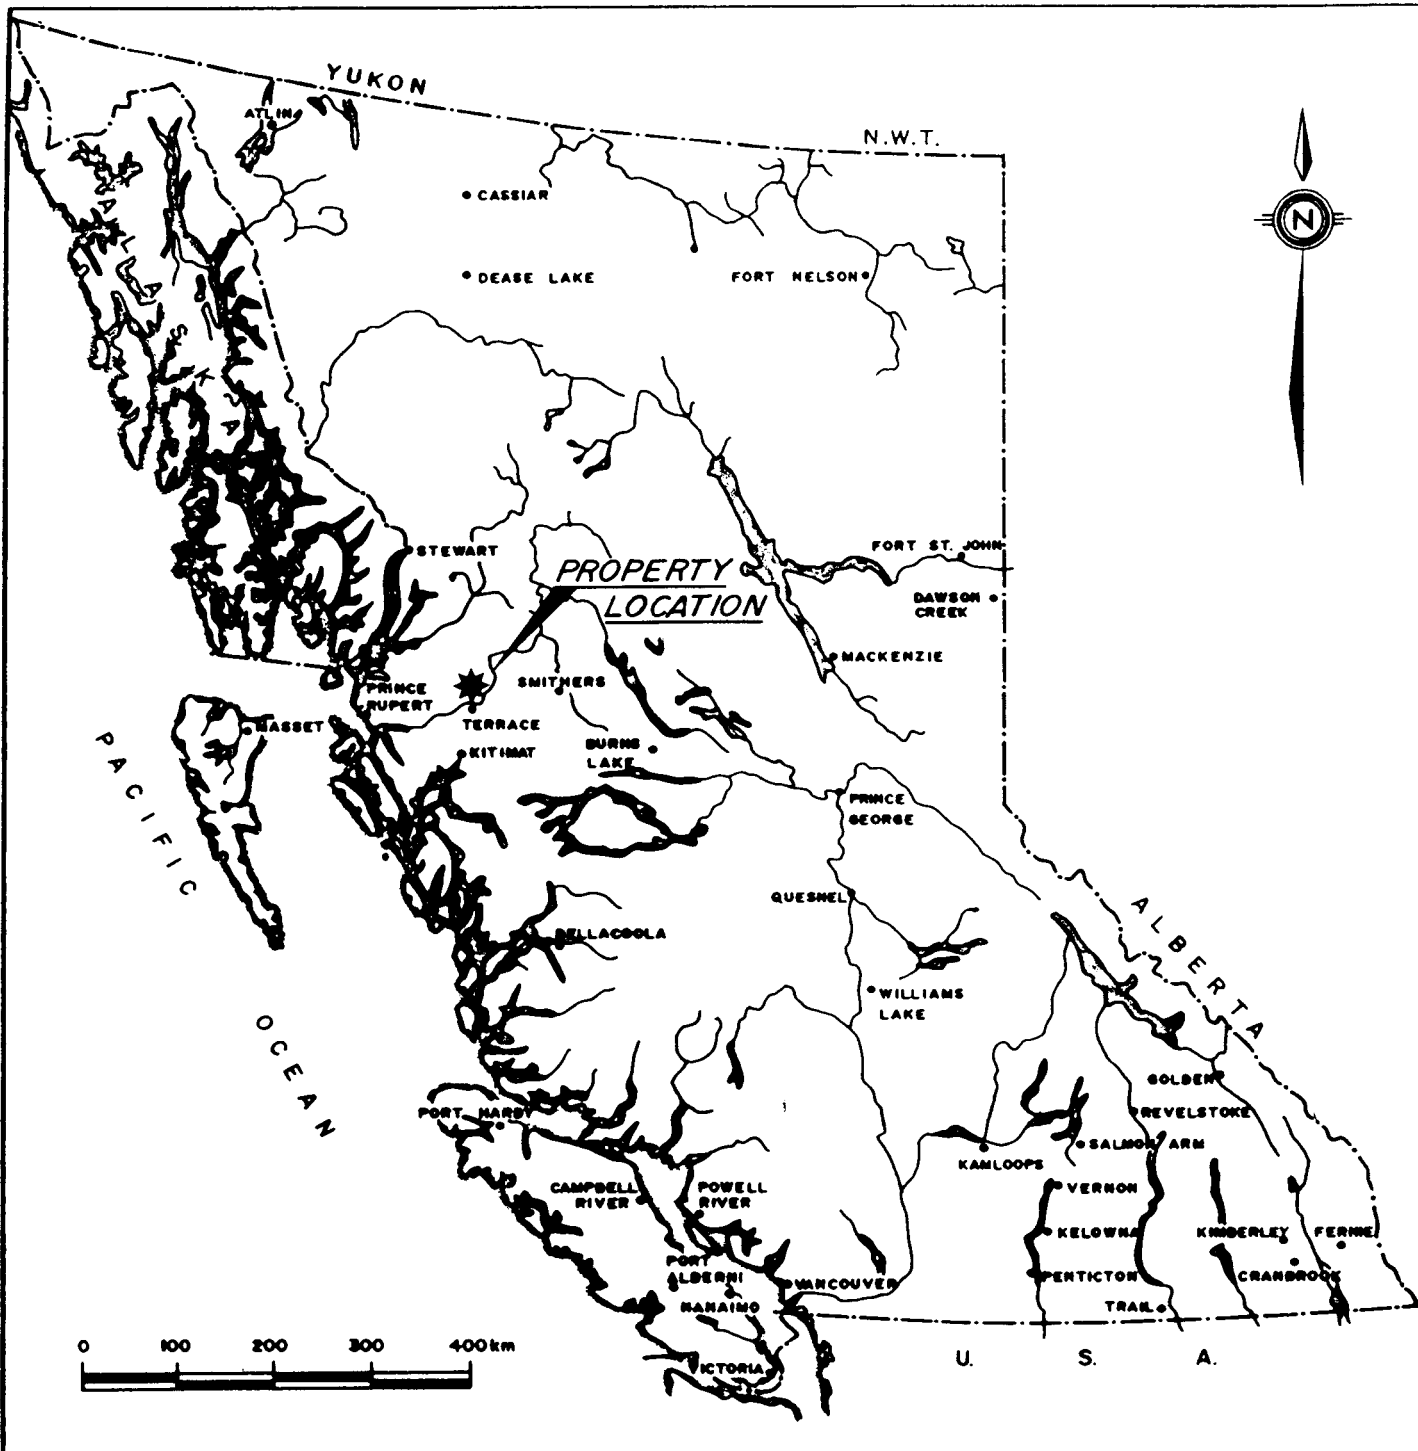 YUKON
N.W.T.
ATLIN
CASSIAR
DEASE LAKE
FORT NELSON
ALASKA
N
STEWART
FORT ST. JOHN
PROPERTY
LOCATION
DAWSON
CREEK
MACKENZIE
PRINCE
RUPERT
SMITHERS
TERRACE
MASSET
KITIMAT
BURNS
LAKE
PACIFIC
PRINCE
GEORGE
QUESNEL
ALBERTA
BELLACOOLA
WILLIAMS
LAKE
OCEAN
GOLDEN
PORT HARDY
REVELSTOKE
SALMON ARM
KAMLOOPS
CAMPBELL
RIVER
POWELL
RIVER
VERNON
KELOWNA
KIMBERLEY
FERNIE
PORT
ALBERNI
VANCOUVER
PENTICTON
CRANBROOK
NANAIMO
TRAIL
0 100 200 300 400km
VICTORIA
U. S. A.